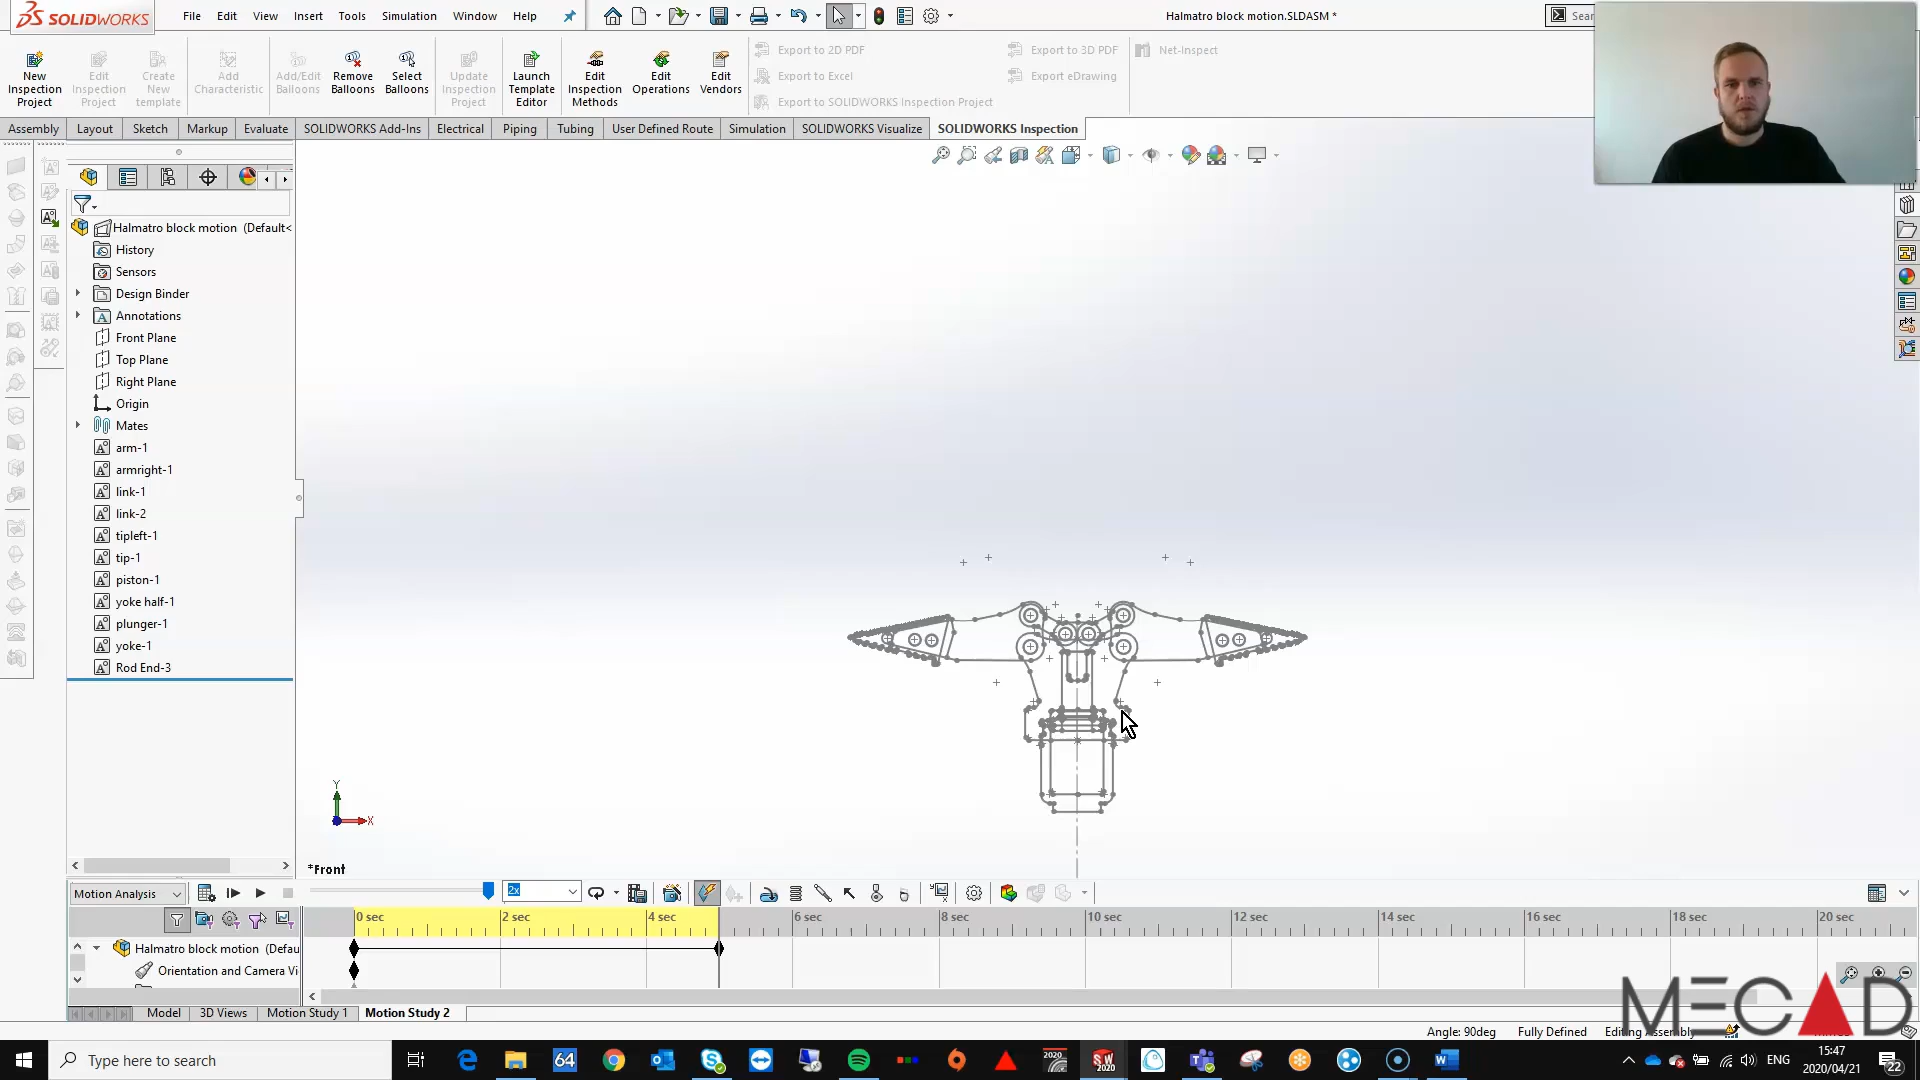 SOLIDWORKS File Edit View Insert Tools Simulation Window Help Halmatro block motion.SLDASM * Sear
New Inspection Project
Edit Inspection Project
Create New template
Add Characteristic
Add/Edit Balloons
Remove Balloons
Select Balloons
Update Inspection Project
Launch Template Editor
Edit Inspection Methods
Edit Operations
Edit Vendors
Export to 2D PDF
Export to Excel
Export to SOLIDWORKS Inspection Project
Export to 3D PDF
Export eDrawing
Net-Inspect
Assembly Layout Sketch Markup Evaluate SOLIDWORKS Add-Ins Electrical Piping Tubing User Defined Route Simulation SOLIDWORKS Visualize SOLIDWORKS Inspection
Halmatro block motion (Default<
History
Sensors
Design Binder
Annotations
Front Plane
Top Plane
Right Plane
Origin
Mates
arm-1
armright-1
link-1
link-2
tipleft-1
tip-1
piston-1
yoke half-1
plunger-1
yoke-1
Rod End-3
Y
X
*Front
Motion Analysis 2x
0 sec 2 sec 4 sec 6 sec 8 sec 10 sec 12 sec 14 sec 16 sec 18 sec 20 sec
Halmatro block motion (Defau
Orientation and Camera Vi
MECAD
Model 3D Views Motion Study 1 Motion Study 2
Angle: 90deg Fully Defined Editing Assembly
Type here to search 64 2020 SW 2020 ENG 15:47
2020/04/21 22